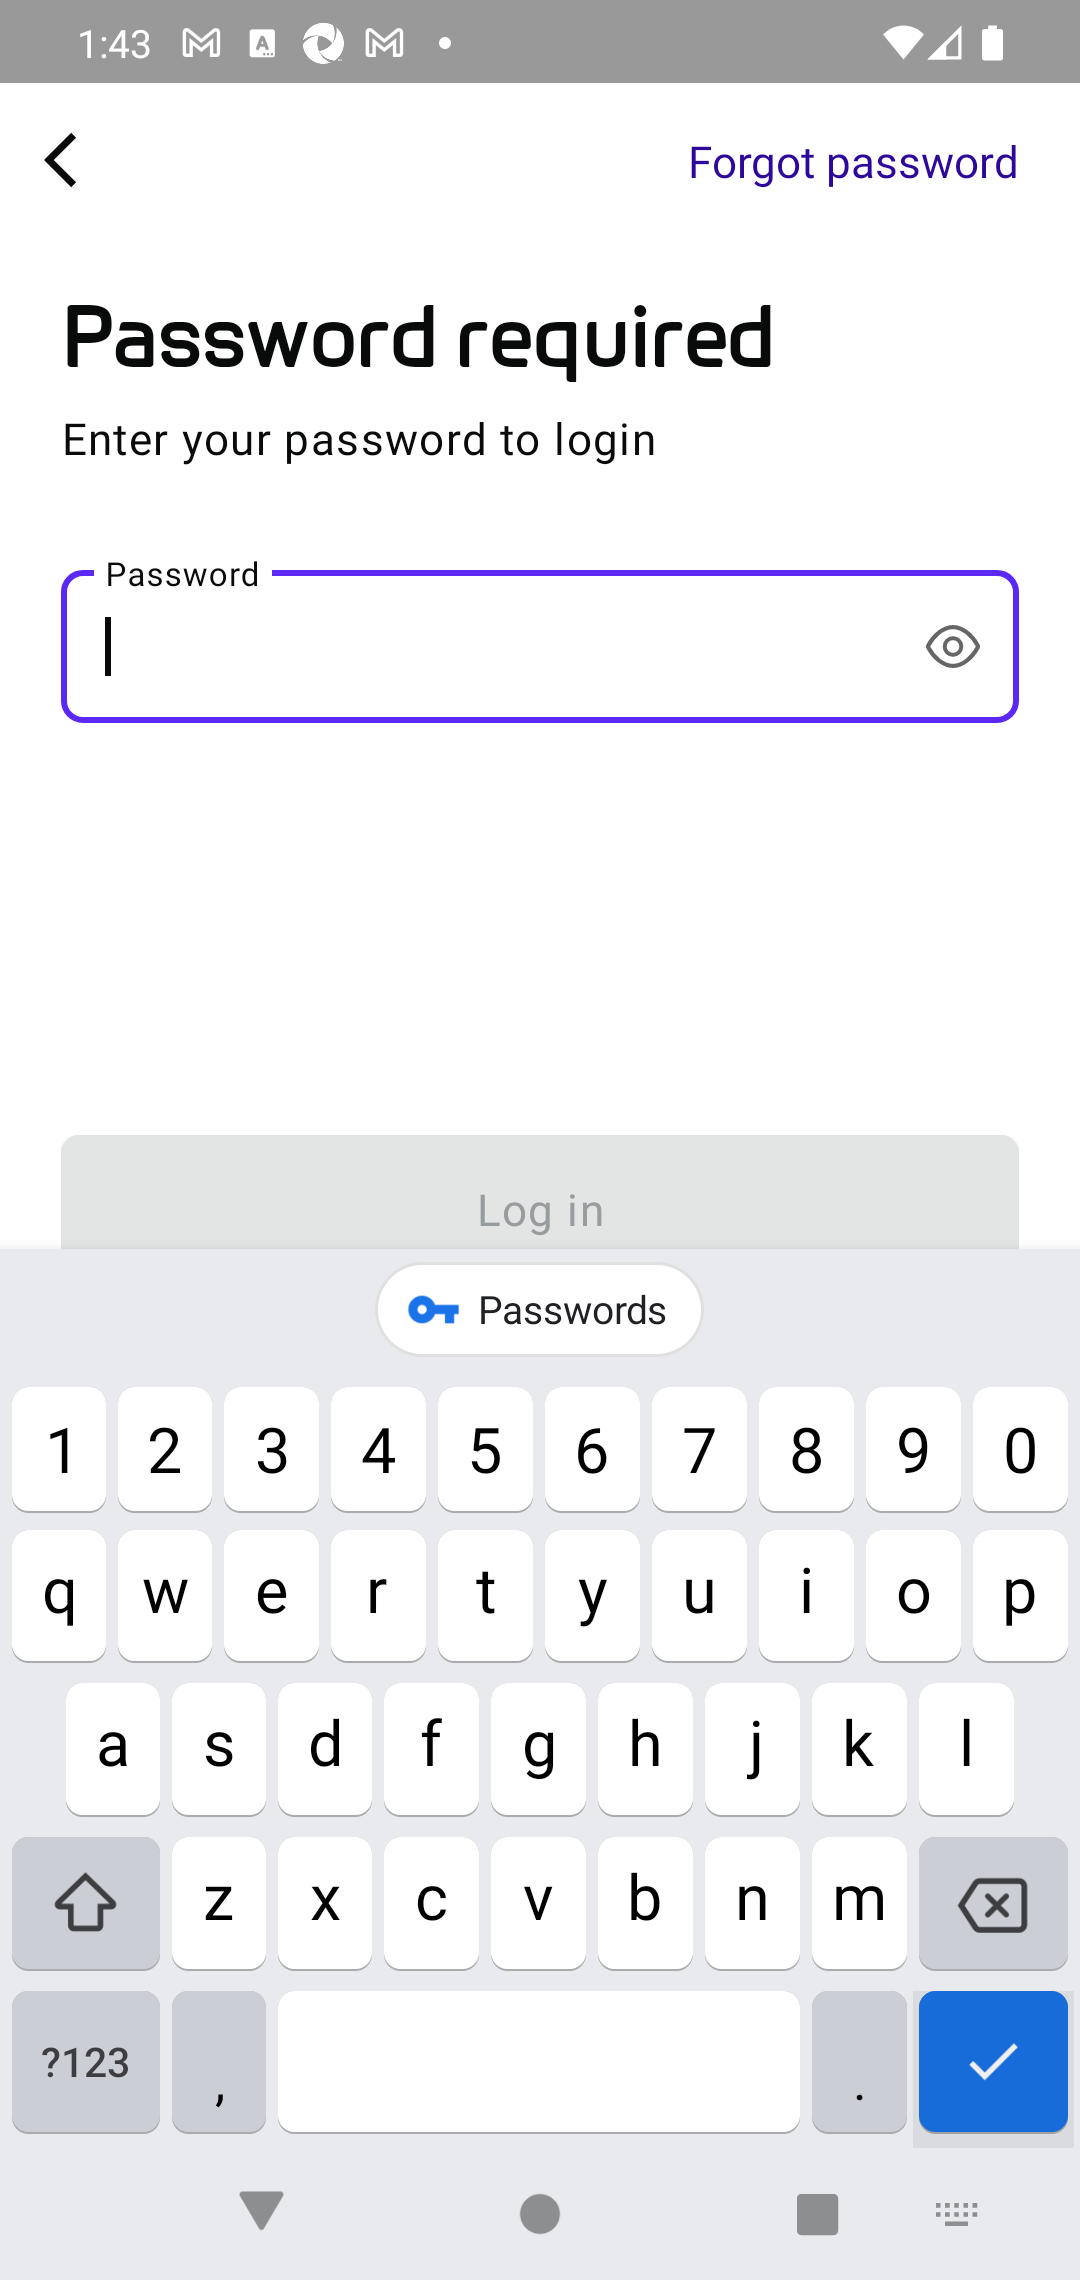 1:43
Forgot password
Password required
Enter your password to login
Password
Log in
Passwords
1 2 3 4 5 6 7 8 9 0
q w e r t y u i o p
a s d f g h j k l
z x c v b n m
?123 , .